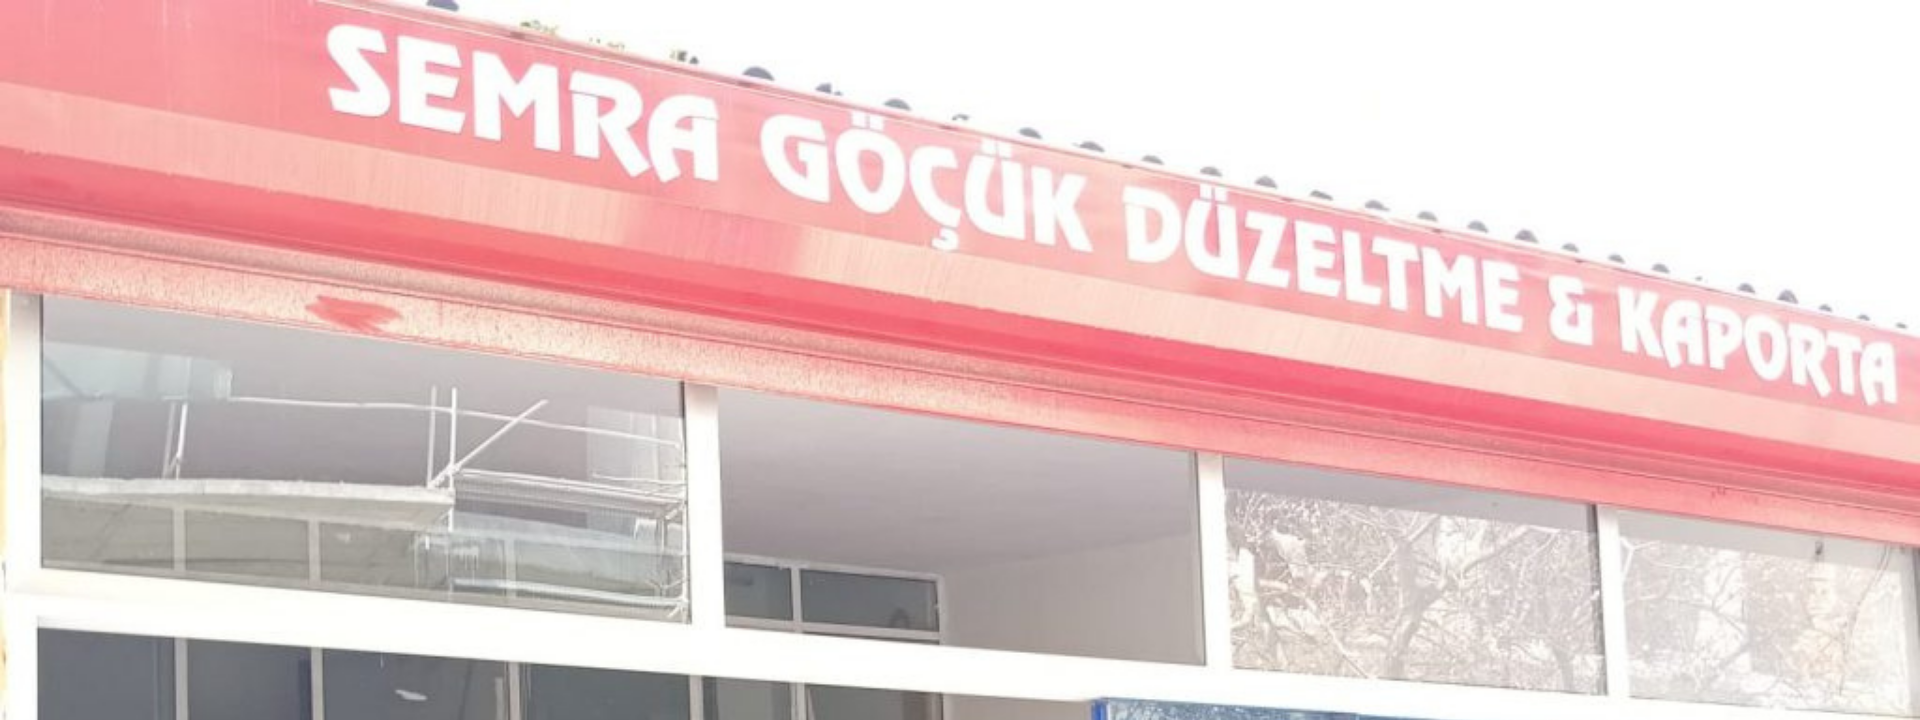 SEMRA GÖÇÜK DÜZELTME & KAPORTA